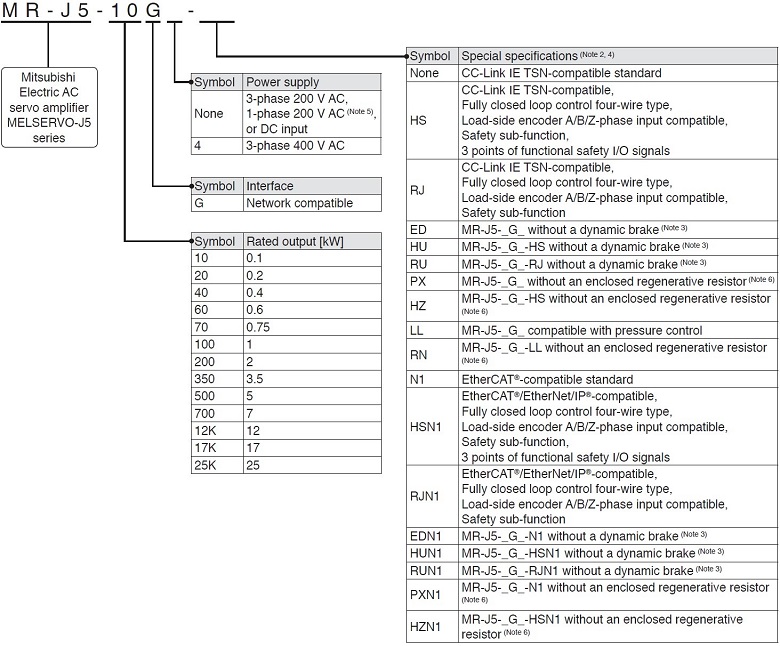 MR-J5-10G_-_
Mitsubishi
Electric AC
servo amplifier
MELSERVO-J5
series
Symbol Power supply
None 3-phase 200 V AC,
1-phase 200 V AC (Note 5),
or DC input
4 3-phase 400 V AC
Symbol Interface
G Network compatible
Symbol Rated output [kW]
10 0.1
20 0.2
40 0.4
60 0.6
70 0.75
100 1
200 2
350 3.5
500 5
700 7
12K 12
17K 17
25K 25
Symbol Special specifications (Note 2, 4)
None CC-Link IE TSN-compatible standard
HS CC-Link IE TSN-compatible,
Fully closed loop control four-wire type,
Load-side encoder A/B/Z-phase input compatible,
Safety sub-function,
3 points of functional safety I/O signals
RJ CC-Link IE TSN-compatible,
Fully closed loop control four-wire type,
Load-side encoder A/B/Z-phase input compatible,
Safety sub-function
ED MR-J5-_G_ without a dynamic brake (Note 3)
HU MR-J5-_G_-HS without a dynamic brake (Note 3)
RU MR-J5-_G_-RJ without a dynamic brake (Note 3)
PX MR-J5-_G_ without an enclosed regenerative resistor (Note 6)
HZ MR-J5-_G_-HS without an enclosed regenerative resistor
(Note 6)
LL MR-J5-_G_ compatible with pressure control
RN MR-J5-_G_-LL without an enclosed regenerative resistor
(Note 6)
N1 EtherCAT®-compatible standard
HSN1 EtherCAT®/EtherNet/IP®-compatible,
Fully closed loop control four-wire type,
Load-side encoder A/B/Z-phase input compatible,
Safety sub-function,
3 points of functional safety I/O signals
RJN1 EtherCAT®/EtherNet/IP®-compatible,
Fully closed loop control four-wire type,
Load-side encoder A/B/Z-phase input compatible,
Safety sub-function
EDN1 MR-J5-_G_-N1 without a dynamic brake (Note 3)
HUN1 MR-J5-_G_-HSN1 without a dynamic brake (Note 3)
RUN1 MR-J5-_G_-RJN1 without a dynamic brake (Note 3)
PXN1 MR-J5-_G_-N1 without an enclosed regenerative resistor
(Note 6)
HZN1 MR-J5-_G_-HSN1 without an enclosed regenerative
resistor (Note 6)